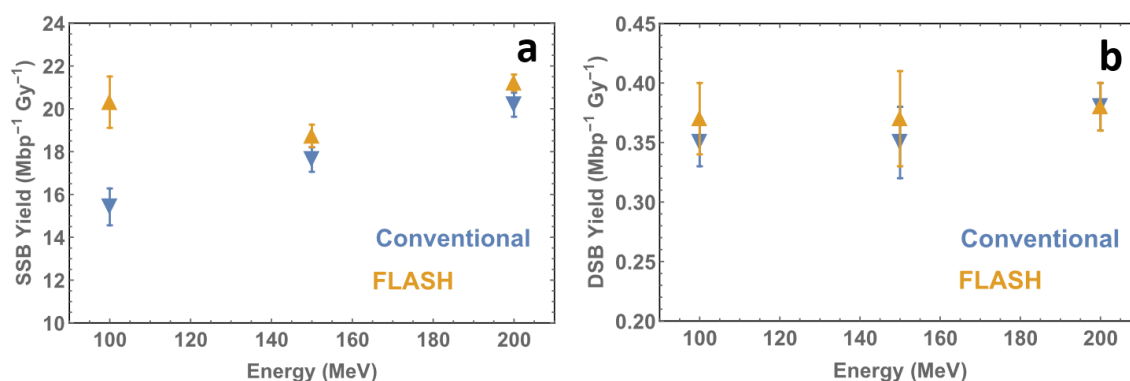 a
SSB Yield (Mbp⁻¹ Gy⁻¹)
24
22
20
18
16
14
12
10
Conventional
FLASH
100 120 140 160 180 200
Energy (MeV)
b
DSB Yield (Mbp⁻¹ Gy⁻¹)
0.45
0.40
0.35
0.30
0.25
0.20
Conventional
FLASH
100 120 140 160 180 200
Energy (MeV)